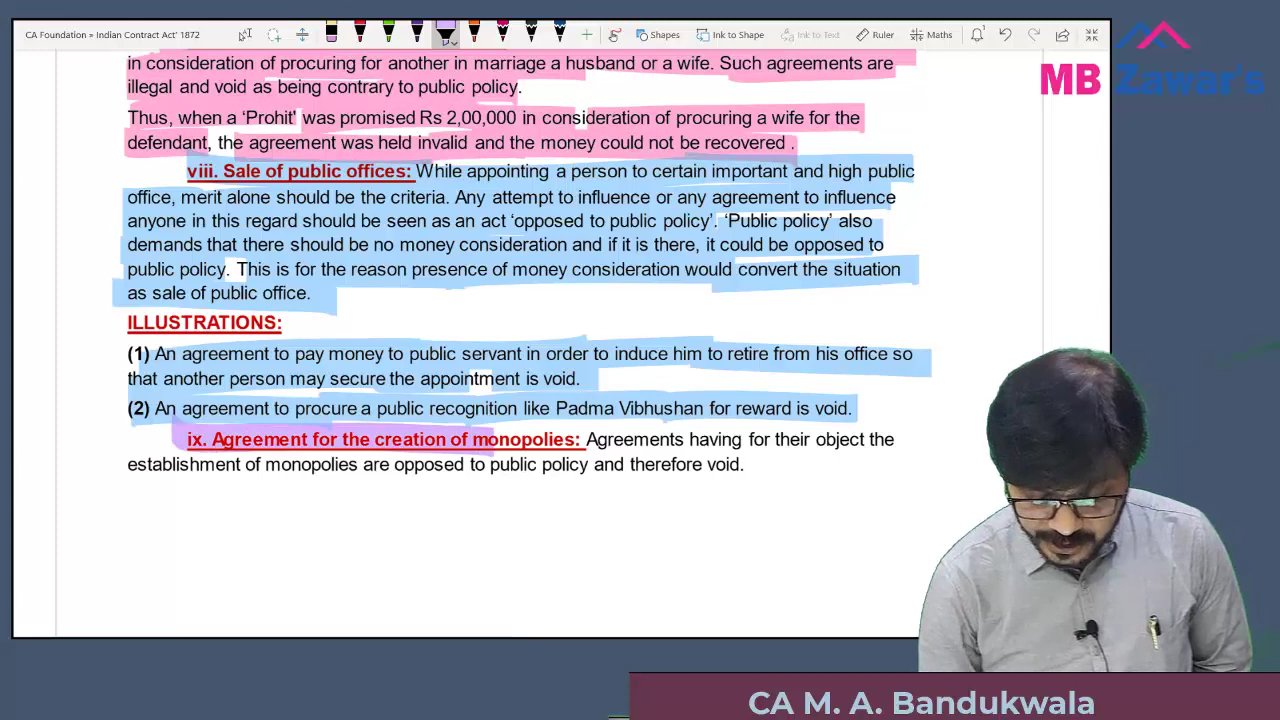 CA Foundation = Indian Contract Act' 1872
Shapes
Ink to Shape
Ink to Text
Ruler
Maths
MB Zawar's
in consideration of procuring for another in marriage a husband or a wife. Such agreements are
illegal and void as being contrary to public policy.
Thus, when a ‘Prohit' was promised Rs 2,00,000 in consideration of procuring a wife for the
defendant, the agreement was held invalid and the money could not be recovered .
viii. Sale of public offices: While appointing a person to certain important and high public
office, merit alone should be the criteria. Any attempt to influence or any agreement to influence
anyone in this regard should be seen as an act ‘opposed to public policy’. ‘Public policy’ also
demands that there should be no money consideration and if it is there, it could be opposed to
public policy. This is for the reason presence of money consideration would convert the situation
as sale of public office.
ILLUSTRATIONS:
(1) An agreement to pay money to public servant in order to induce him to retire from his office so
that another person may secure the appointment is void.
(2) An agreement to procure a public recognition like Padma Vibhushan for reward is void.
ix. Agreement for the creation of monopolies: Agreements having for their object the
establishment of monopolies are opposed to public policy and therefore void.
CA M. A. Bandukwala